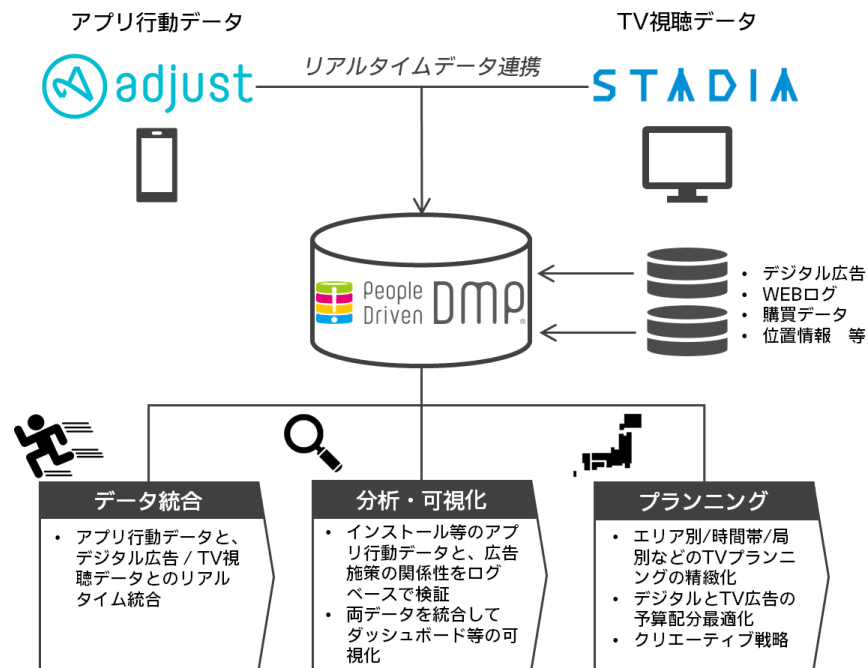 アプリ行動データ
TV視聴データ
adjust
リアルタイムデータ連携
STADIA
People
Driven
DMP
®
• デジタル広告
• WEBログ
• 購買データ
• 位置情報　等
データ統合
• アプリ行動データと、
デジタル広告 / TV視
聴データとのリアル
タイム統合
分析・可視化
• インストール等のアプ
リ行動データと、広告
施策の関係性をログ
ベースで検証
• 両データを統合して
ダッシュボード等の可
視化
プランニング
• エリア別/時間帯/局
別などのTVプランニ
ングの精緻化
• デジタルとTV広告の
予算配分最適化
• クリエーティブ戦略